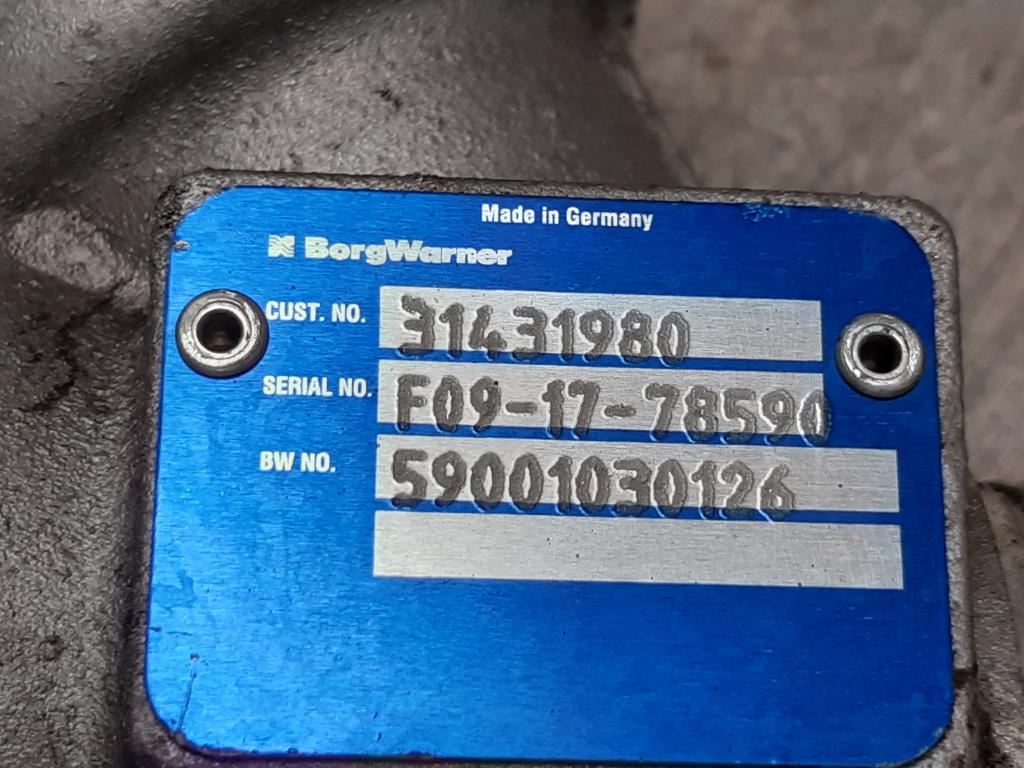 Made in Germany
BorgWarner
CUST. NO. 31431980
SERIAL NO. F09-17-78590
BW NO. 59001030126